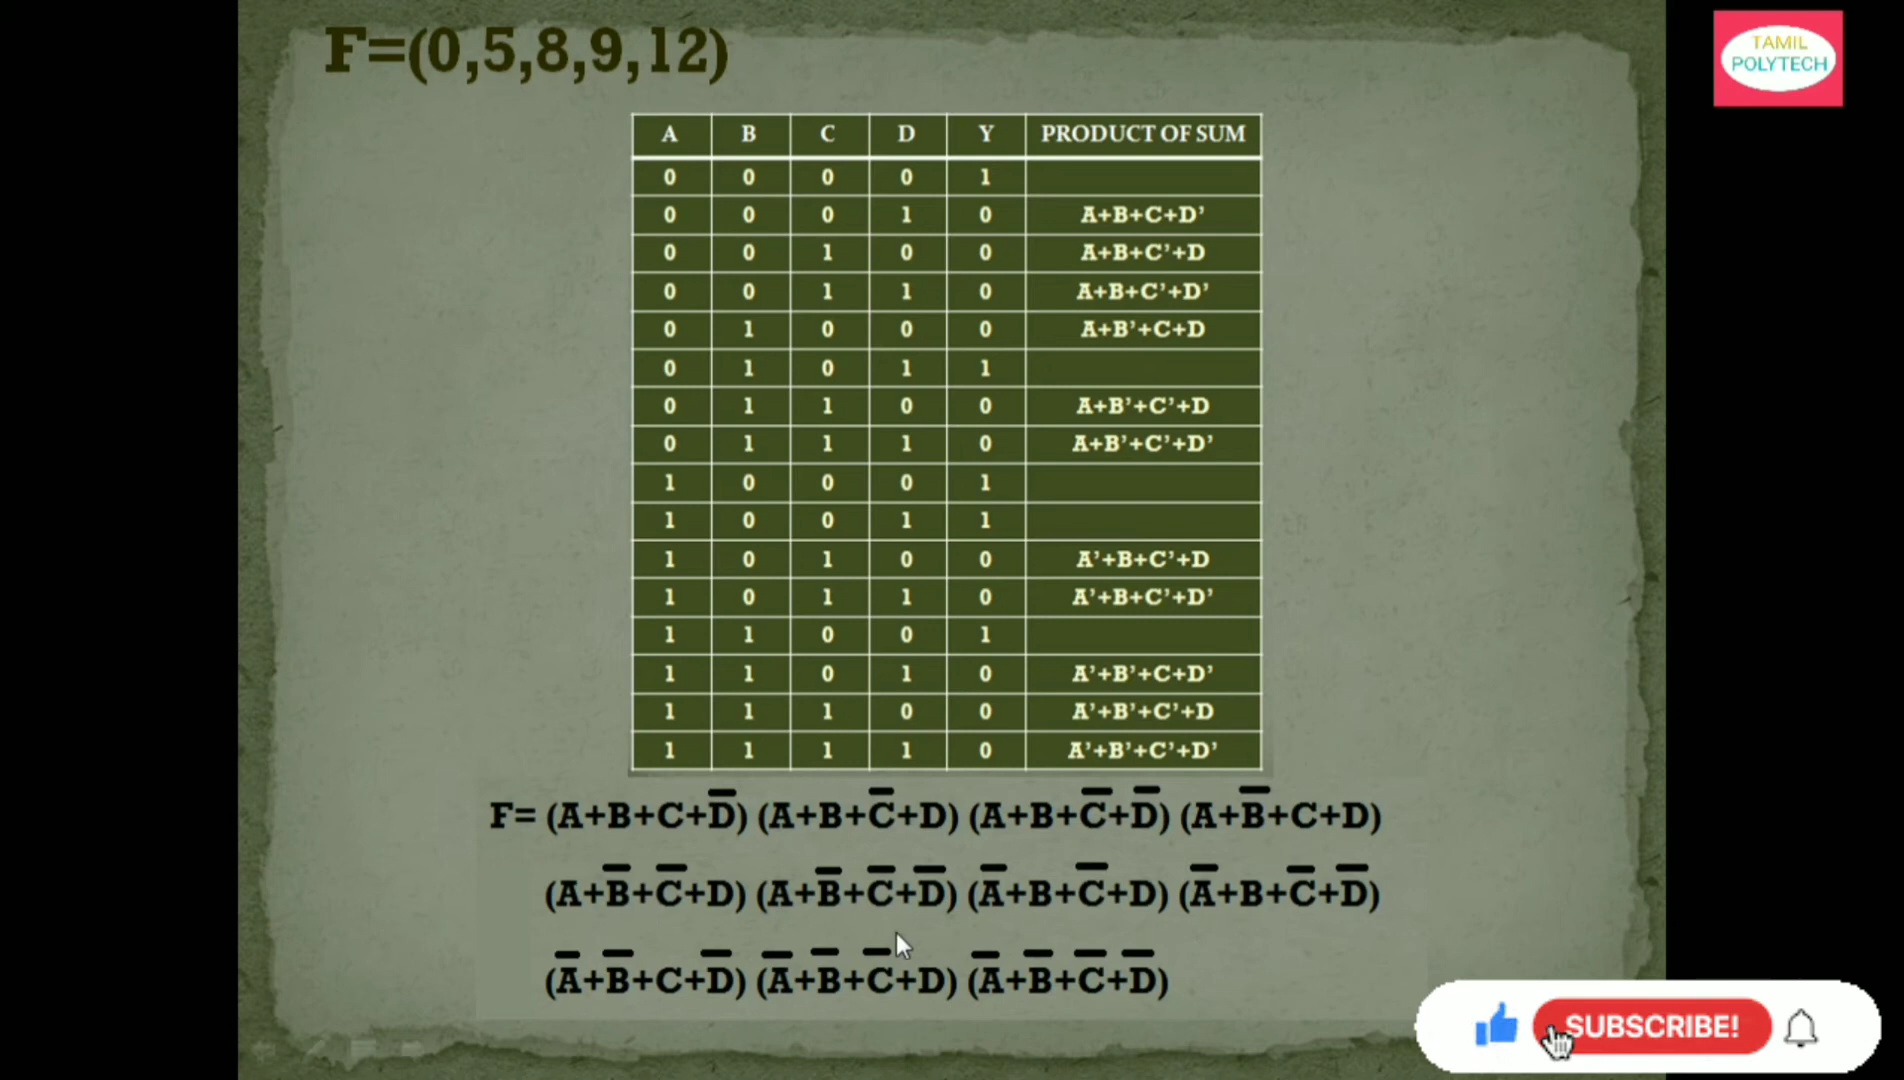 F=(0,5,8,9,12)
TAMIL
POLYTECH
A B C D Y PRODUCT OF SUM
0 0 0 0 1
0 0 0 1 0 A+B+C+D’
0 0 1 0 0 A+B+C’+D
0 0 1 1 0 A+B+C’+D’
0 1 0 0 0 A+B’+C+D
0 1 0 1 1
0 1 1 0 0 A+B’+C’+D
0 1 1 1 0 A+B’+C’+D’
1 0 0 0 1
1 0 0 1 1
1 0 1 0 0 A’+B+C’+D
1 0 1 1 0 A’+B+C’+D’
1 1 0 0 1
1 1 0 1 0 A’+B’+C+D’
1 1 1 0 0 A’+B’+C’+D
1 1 1 1 0 A’+B’+C’+D’
F= (A+B+C+D̅) (A+B+C̅+D) (A+B+C̅+D̅) (A+B̅+C+D)
(A+B̅+C̅+D) (A+B̅+C̅+D̅) (A̅+B+C̅+D) (A̅+B+C̅+D̅)
(A̅+B̅+C+D̅) (A̅+B̅+C̅+D) (A̅+B̅+C̅+D̅)
SUBSCRIBE!